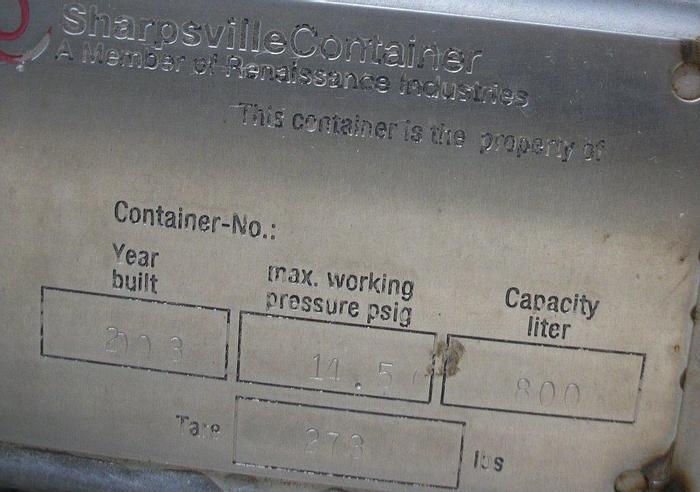 SharpsvilleContainer
A Member of Renaissance Industries
This container is the property of
Container-No.:
Year built
max. working pressure psig
Capacity liter
2003
14.5
800
Tare 273 lbs